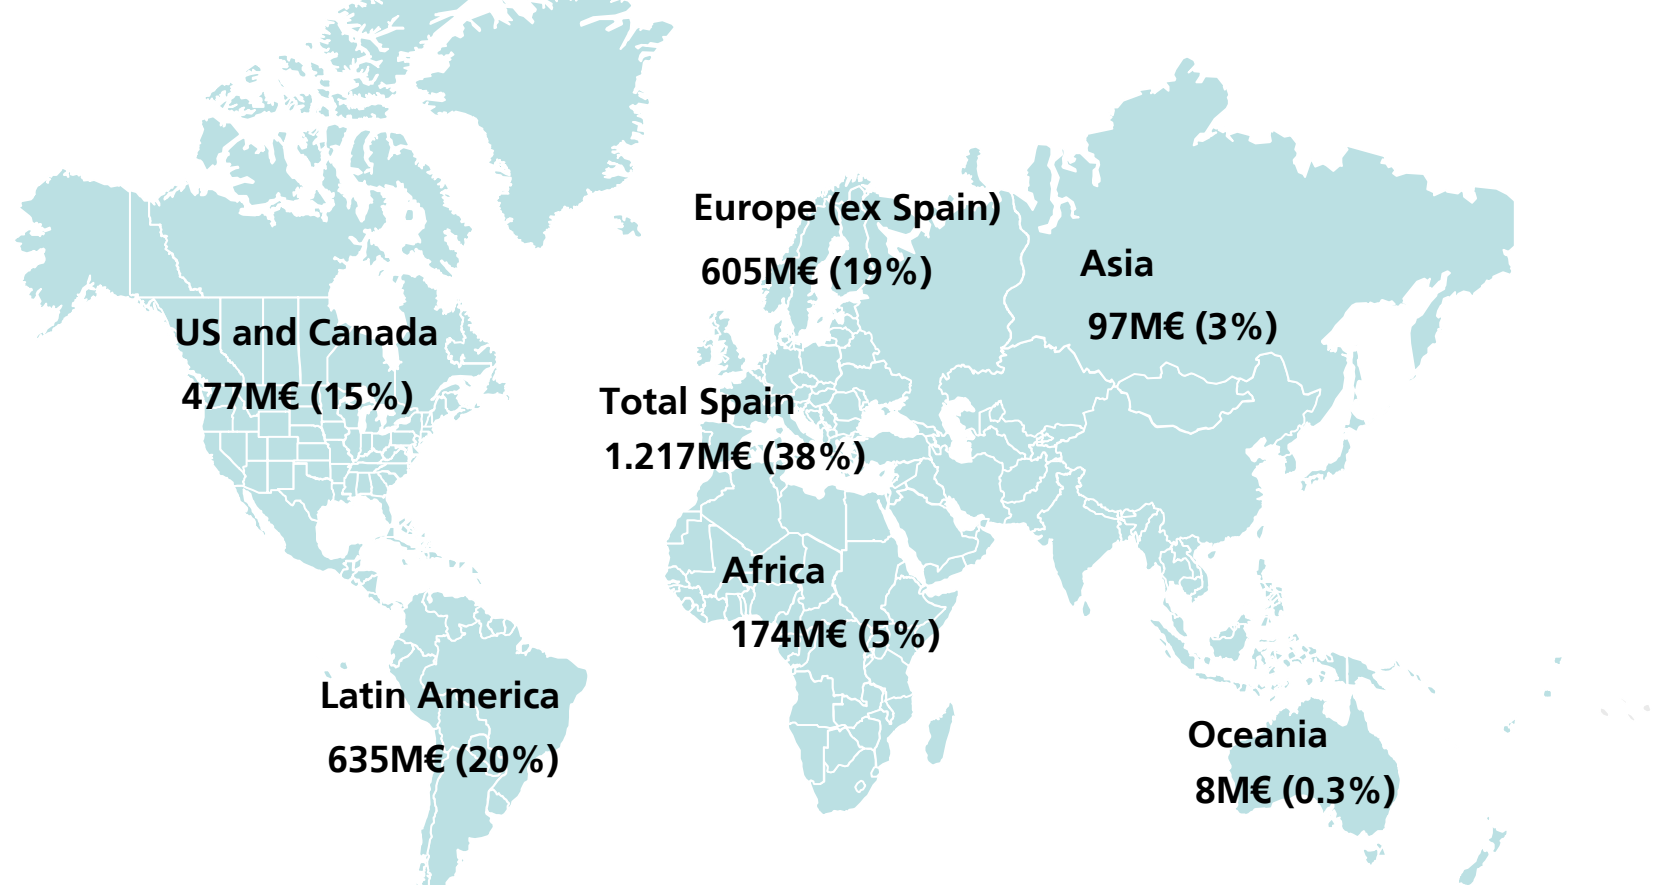 Europe (ex Spain)
605M€ (19%)
Asia
97M€ (3%)
US and Canada
477M€ (15%)
Total Spain
1.217M€ (38%)
Africa
174M€ (5%)
Latin America
635M€ (20%)
Oceania
8M€ (0.3%)